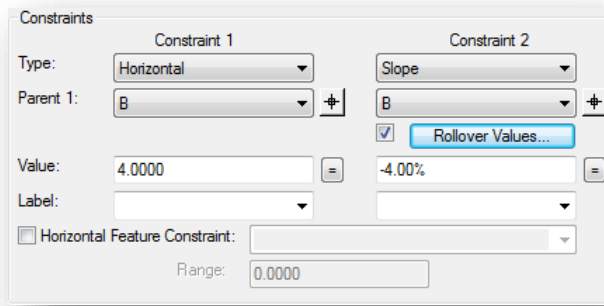 Constraints
Constraint 1 Constraint 2
Type: Horizontal Slope
Parent 1: B B
Rollover Values...
Value: 4.0000 = -4.00% =
Label:
Horizontal Feature Constraint:
Range: 0.0000